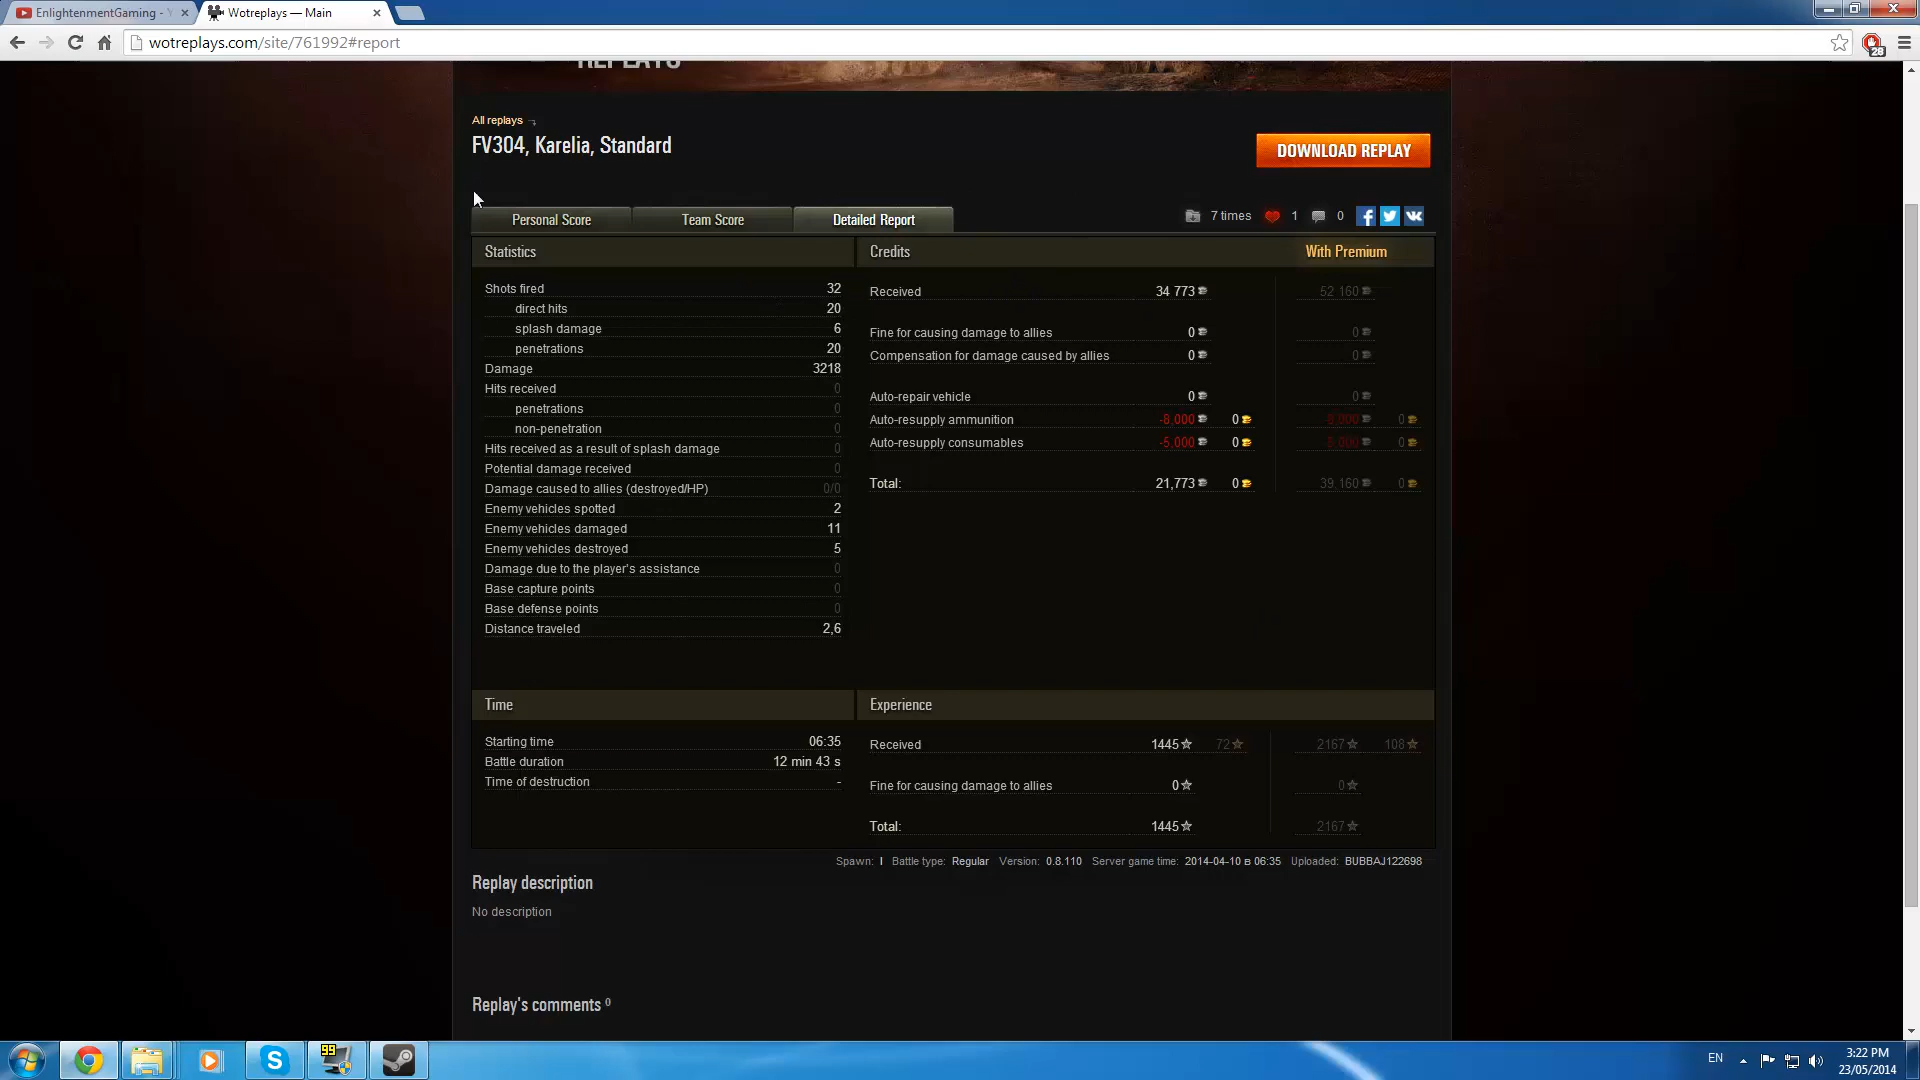 EnlightenmentGaming - Y
Wotreplays — Main
wotreplays.com/site/761992#report
28
REPLAYS
All replays
FV304, Karelia, Standard
DOWNLOAD REPLAY
Personal Score Team Score Detailed Report 7 times 1 0
Statistics Credits With Premium
Shots fired 32
direct hits 20
splash damage 6
penetrations 20
Damage 3218
Hits received 0
penetrations 0
non-penetration 0
Hits received as a result of splash damage 0
Potential damage received 0
Damage caused to allies (destroyed/HP) 0/0
Enemy vehicles spotted 2
Enemy vehicles damaged 11
Enemy vehicles destroyed 5
Damage due to the player's assistance 0
Base capture points 0
Base defense points 0
Distance traveled 2,6
Received 34 773 52 160
Fine for causing damage to allies 0 0
Compensation for damage caused by allies 0 0
Auto-repair vehicle 0 0
Auto-resupply ammunition -8,000 0 -8,000 0
Auto-resupply consumables -5,000 0 -5,000 0
Total: 21,773 0 39,160 0
Time Experience
Starting time 06:35
Battle duration 12 min 43 s
Time of destruction -
Received 1445 72 2167 108
Fine for causing damage to allies 0 0
Total: 1445 2167
Spawn: I Battle type: Regular Version: 0.8.110 Server game time: 2014-04-10 в 06:35 Uploaded: BUBBAJ122698
Replay description
No description
Replay's comments 0
99
EN
3:22 PM
23/05/2014